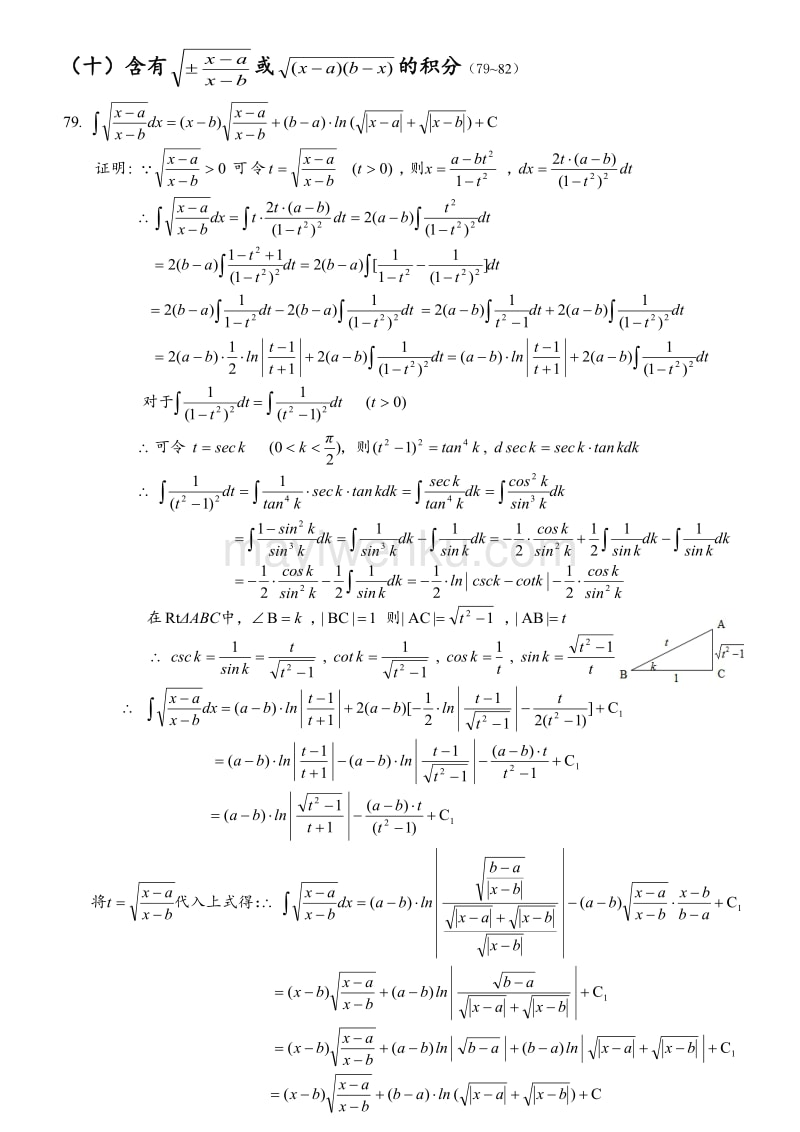 （十）含有 √(± (x−a)/(x−b)) 或 √((x−a)(b−x)) 的积分（79~82）
79. ∫√((x−a)/(x−b)) dx = (x−b)√((x−a)/(x−b)) + (b−a)·ln(√|x−a| + √|x−b|) + C
证明：∵ (x−a)/(x−b) > 0 可令 t = √((x−a)/(x−b)) (t > 0)，则 x = (a−bt²)/(1−t²)，dx = 2t·(a−b)/(1−t²)² dt
∴ ∫√((x−a)/(x−b)) dx = ∫ t· 2t·(a−b)/(1−t²)² dt = 2(a−b)∫ t²/(1−t²)² dt
= 2(b−a)∫ (1−t²+1)/(1−t²)² dt = 2(b−a)∫[1/(1−t²) − 1/(1−t²)²]dt
= 2(b−a)∫ 1/(1−t²) dt − 2(b−a)∫ 1/(1−t²)² dt = 2(a−b)∫ 1/(t²−1) dt + 2(a−b)∫ 1/(1−t²)² dt
= 2(a−b)· 1/2 ·ln|(t−1)/(t+1)| + 2(a−b)∫ 1/(1−t²)² dt = (a−b)·ln|(t−1)/(t+1)| + 2(a−b)∫ 1/(1−t²)² dt
对于∫ 1/(1−t²)² dt = ∫ 1/(t²−1)² dt (t > 0)
∴ 可令 t = sec k (0 < k < π/2)，则(t²−1)² = tan⁴ k , d sec k = sec k·tan kdk
∴ ∫ 1/(t²−1)² dt = ∫ 1/tan⁴ k ·sec k·tan kdk = ∫ sec k/tan⁴ k dk = ∫ cos² k/sin³ k dk
= ∫ (1−sin² k)/sin³ k dk = ∫ 1/sin³ k dk − ∫ 1/sin k dk = − 1/2 · cos k/sin² k + 1/2 ∫ 1/sin k dk − ∫ 1/sin k dk
= − 1/2 · cos k/sin² k − 1/2 ∫ 1/sin k dk = − 1/2 ·ln|csck − cotk| − 1/2 · cos k/sin² k
在 RtΔABC中，∠B = k ，|BC| = 1 则|AC| = √(t²−1) ，|AB| = t
∴ csc k = 1/sin k = t/√(t²−1) , cot k = 1/√(t²−1) , cos k = 1/t , sin k = √(t²−1)/t
A
t
√(t²−1)
B
k
1
C
∴ ∫√((x−a)/(x−b)) dx = (a−b)·ln|(t−1)/(t+1)| + 2(a−b)[− 1/2 ·ln|(t−1)/√(t²−1)| − t/(2(t²−1))] + C₁
= (a−b)·ln|(t−1)/(t+1)| − (a−b)·ln|(t−1)/√(t²−1)| − (a−b)·t/(t²−1) + C₁
= (a−b)·ln|√(t²−1)/(t+1)| − (a−b)·t/(t²−1) + C₁
将t = √((x−a)/(x−b)) 代入上式得:∴ ∫√((x−a)/(x−b)) dx = (a−b)·ln|√((b−a)/|x−b|) / ((√|x−a| + √|x−b|)/√|x−b|)| − (a−b)√((x−a)/(x−b)) · (x−b)/(b−a) + C₁
= (x−b)√((x−a)/(x−b)) + (a−b)ln|√(b−a)/(√|x−a| + √|x−b|)| + C₁
= (x−b)√((x−a)/(x−b)) + (a−b)ln|√(b−a)| + (b−a)ln|√|x−a| + √|x−b|| + C₁
= (x−b)√((x−a)/(x−b)) + (b−a)·ln(√|x−a| + √|x−b|) + C